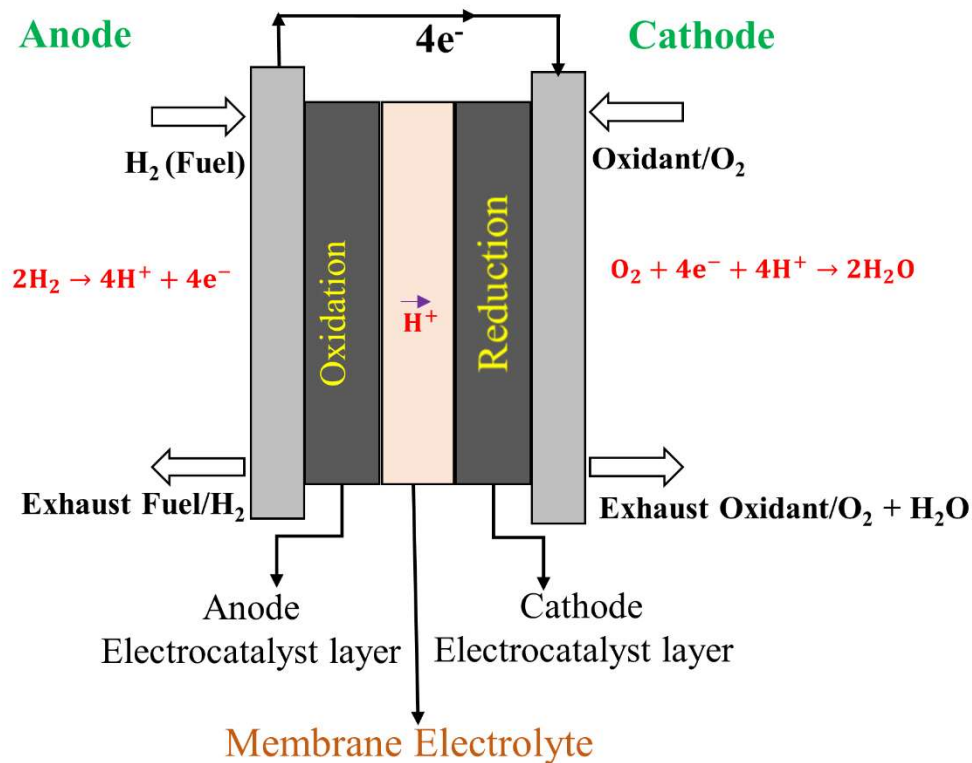 Anode
4e⁻
Cathode
H₂ (Fuel)
Oxidant/O₂
2H₂ → 4H⁺ + 4e⁻
Oxidation
H⁺
Reduction
O₂ + 4e⁻ + 4H⁺ → 2H₂O
Exhaust Fuel/H₂
Exhaust Oxidant/O₂ + H₂O
Anode
Electrocatalyst layer
Cathode
Electrocatalyst layer
Membrane Electrolyte